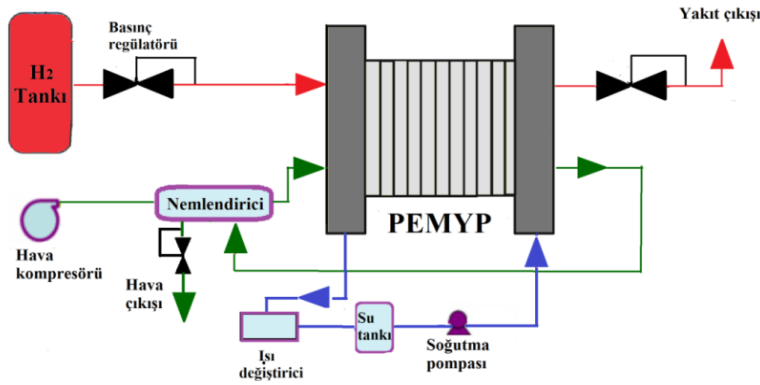 Basınç
regülatörü
Yakıt çıkışı
H2
Tankı
Nemlendirici
PEMYP
Hava
kompresörü
Hava
çıkışı
Su
tankı
Isı
değiştirici
Soğutma
pompası